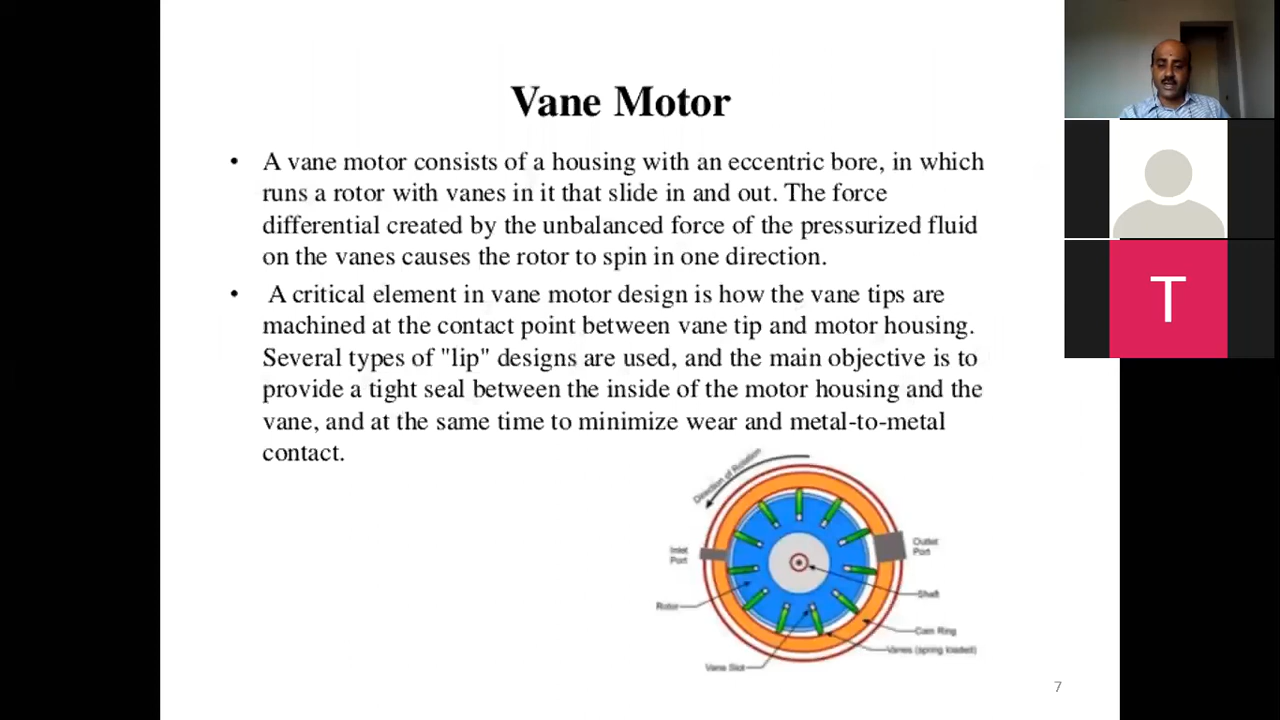 Vane Motor
• A vane motor consists of a housing with an eccentric bore, in which
runs a rotor with vanes in it that slide in and out. The force
differential created by the unbalanced force of the pressurized fluid
on the vanes causes the rotor to spin in one direction.
• A critical element in vane motor design is how the vane tips are
machined at the contact point between vane tip and motor housing.
Several types of "lip" designs are used, and the main objective is to
provide a tight seal between the inside of the motor housing and the
vane, and at the same time to minimize wear and metal-to-metal
contact.
Direction of Rotation
Inlet
Port
Outlet
Port
Rotor
Shaft
Cam Ring
Vanes (spring loaded)
Vane Slot
7
T